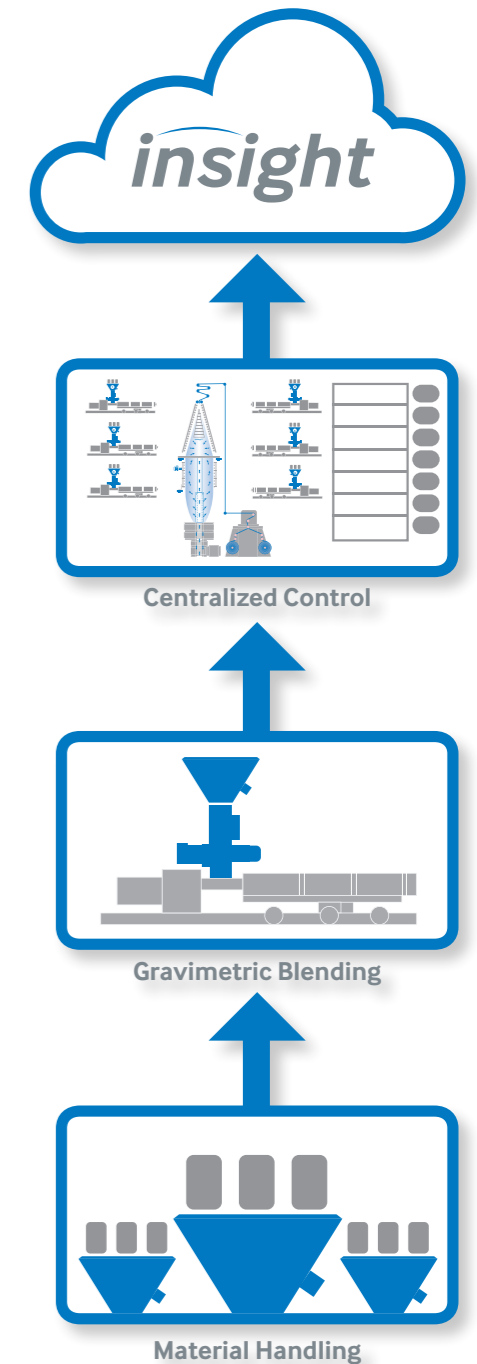 insight
Centralized Control
Gravimetric Blending
Material Handling